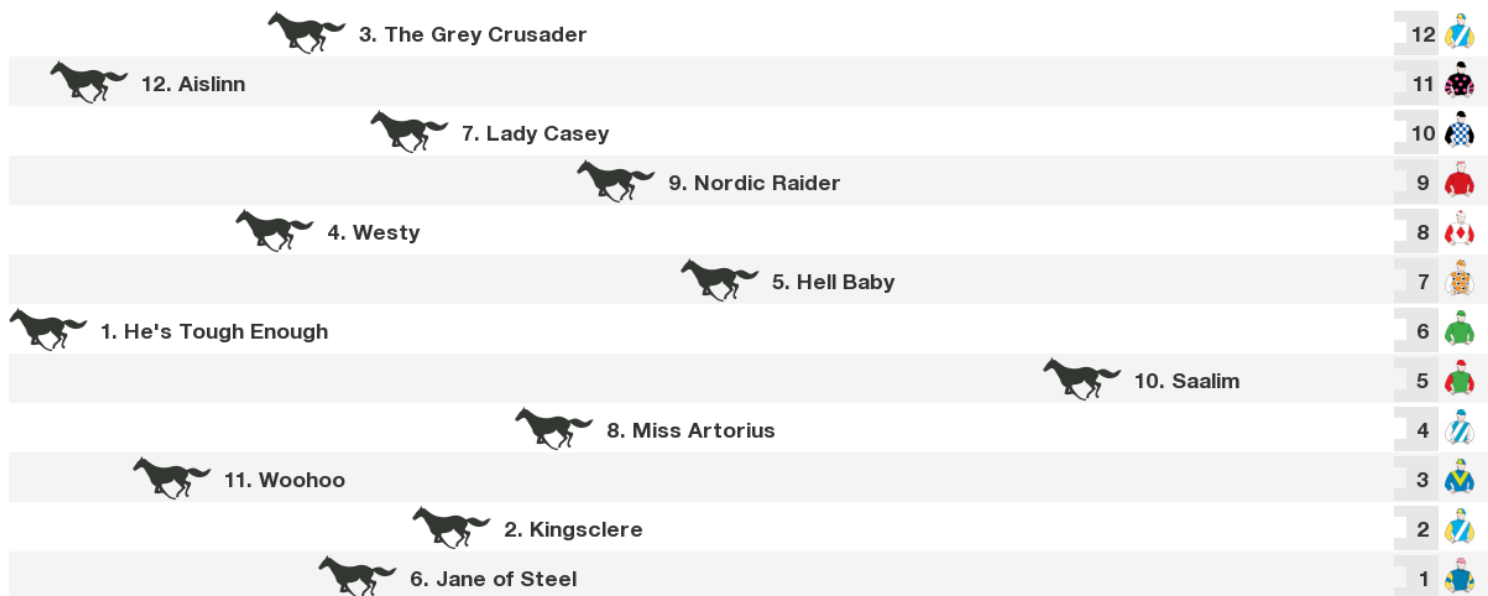 3. The Grey Crusader 12
12. Aislinn 11
7. Lady Casey 10
9. Nordic Raider 9
4. Westy 8
5. Hell Baby 7
1. He's Tough Enough 6
10. Saalim 5
8. Miss Artorius 4
11. Woohoo 3
2. Kingsclere 2
6. Jane of Steel 1